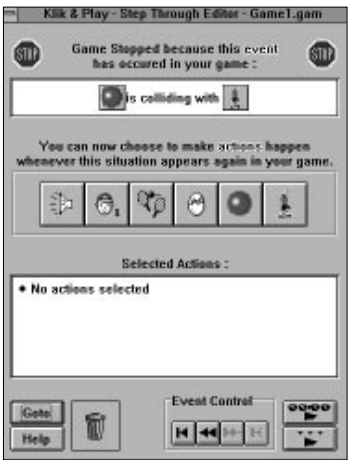 Klik & Play - Step Through Editor - Game1.gam
STOP
Game Stopped because this event
has occured in your game :
STOP
is colliding with
You can now choose to make actions happen
whenever this situation appears again in your game.
Selected Actions :
• No actions selected
Goto
Help
Event Control